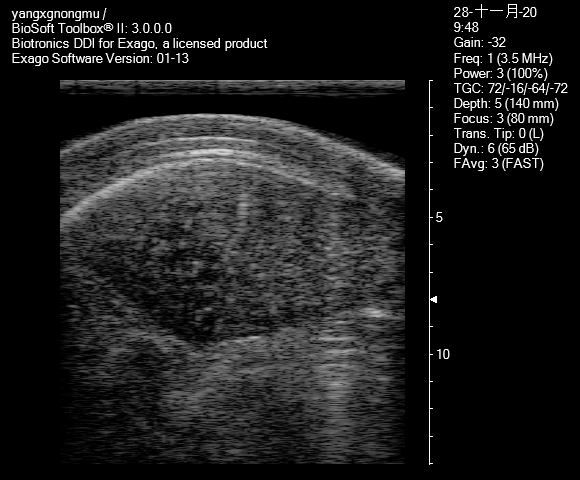 yangxgnongmu /
BioSoft Toolbox® II: 3.0.0.0
Biotronics DDI for Exago, a licensed product
Exago Software Version: 01-13
28-十一月-20
9:48
Gain: -32
Freq: 1 (3.5 MHz)
Power: 3 (100%)
TGC: 72/-16/-64/-72
Depth: 5 (140 mm)
Focus: 3 (80 mm)
Trans. Tip: 0 (L)
Dyn.: 6 (65 dB)
FAvg: 3 (FAST)
5
10